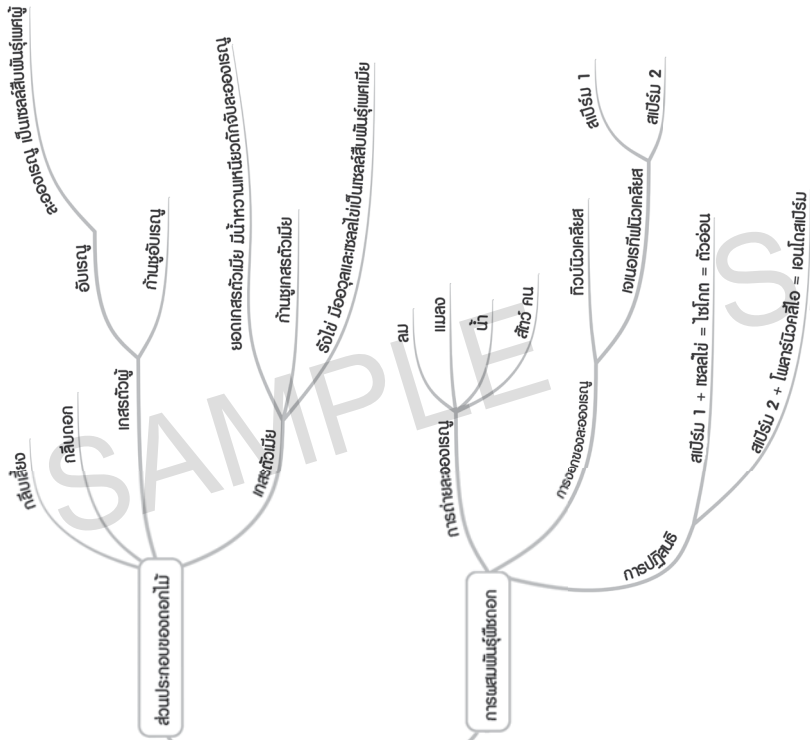 ส่วนประกอบของดอกไม้
กลีบเลี้ยง
กลีบดอก
เกสรตัวผู้
อับเรณู
ละอองเรณู เป็นเซลล์สืบพันธุ์เพศผู้
ก้านชูอับเรณู
เกสรตัวเมีย
ยอดเกสรตัวเมีย มีน้ำหวานเหนียวดักจับละอองเรณู
ก้านชูเกสรตัวเมีย
รังไข่ มีออวุลและเซลล์ไข่เป็นเซลล์สืบพันธุ์เพศเมีย
การผสมพันธุ์พืชดอก
การถ่ายละอองเรณู
ลม
แมลง
น้ำ
สัตว์ คน
การงอกของละอองเรณู
ทิวบ์นิวเคลียส
เจเนอเรทีฟนิวเคลียส
สเปิร์ม 1
สเปิร์ม 2
การปฏิสนธิ
สเปิร์ม 1 + เซลล์ไข่ = ไซโกต = ตัวอ่อน
สเปิร์ม 2 + โพลาร์นิวคลีไอ = เอนโดสเปิร์ม
SAMPLE
S